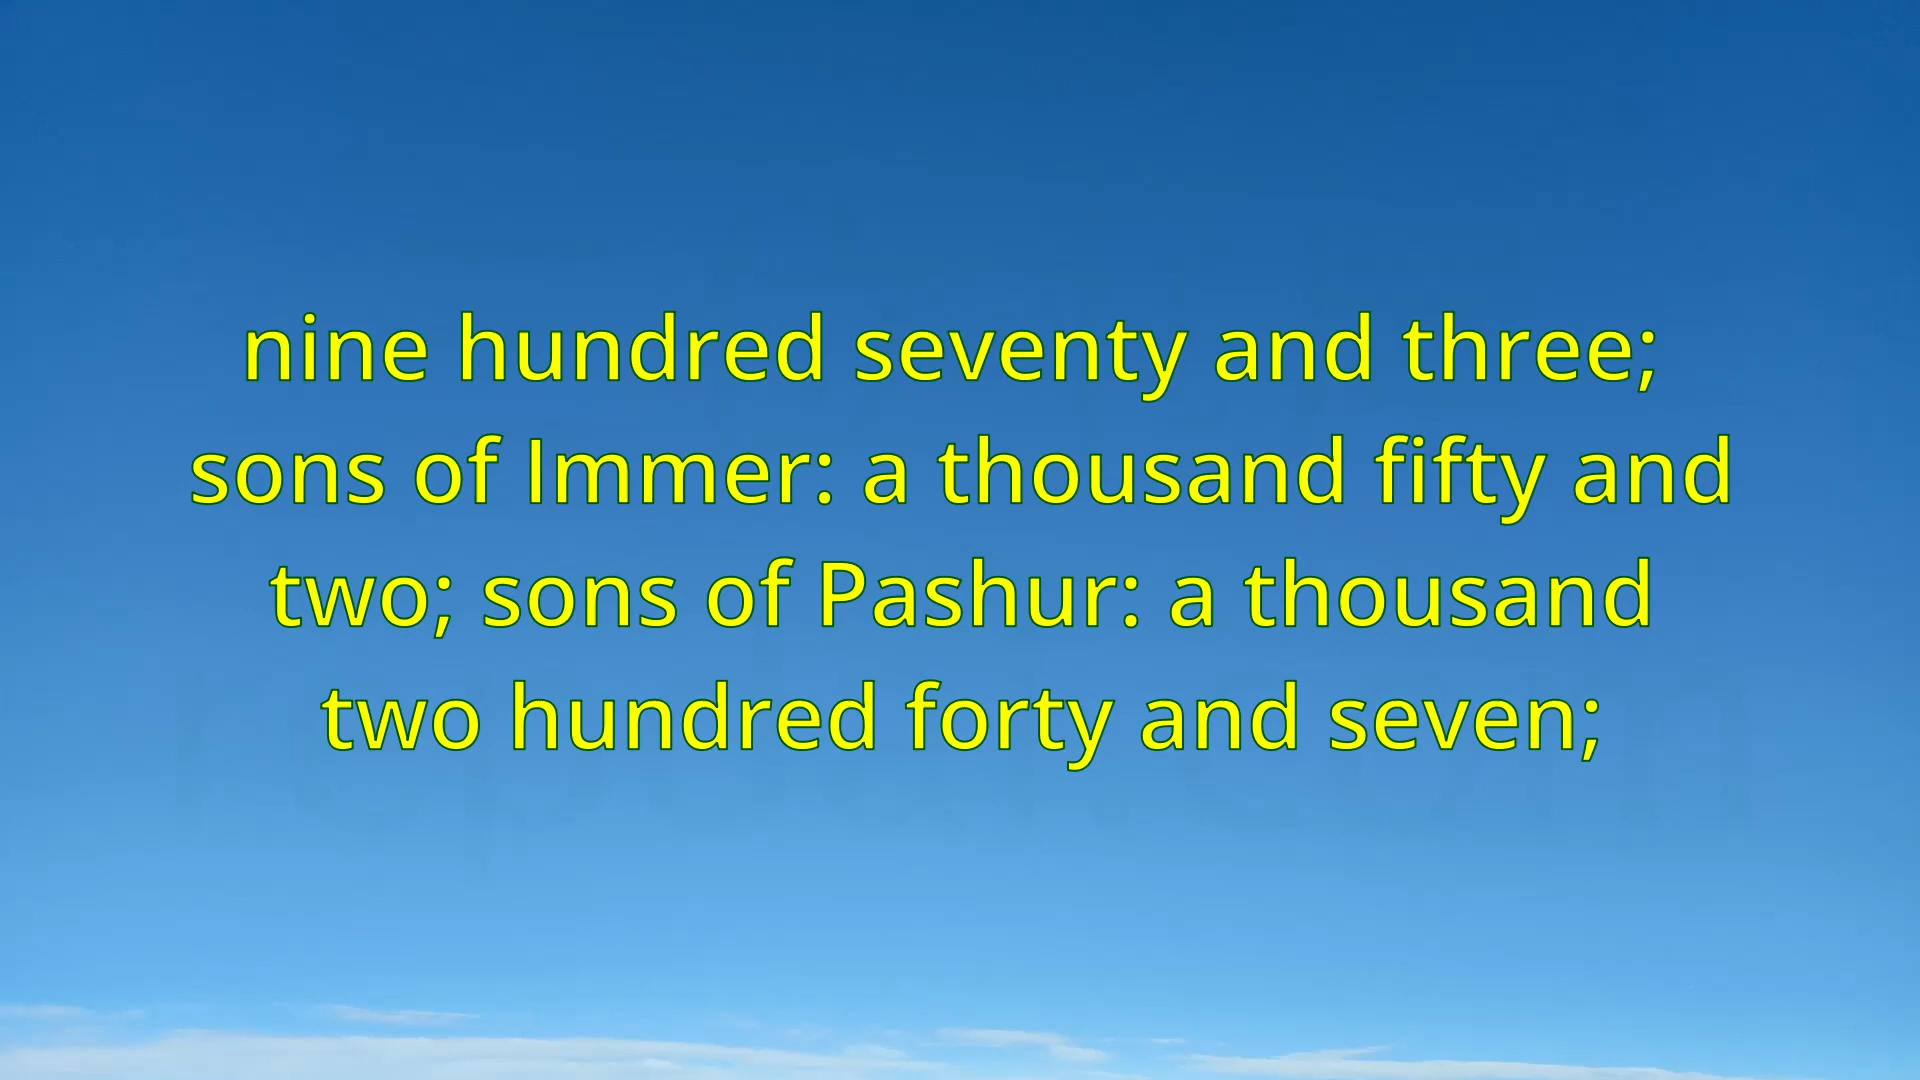 nine hundred seventy and three;
sons of Immer: a thousand fifty and
two; sons of Pashur: a thousand
two hundred forty and seven;